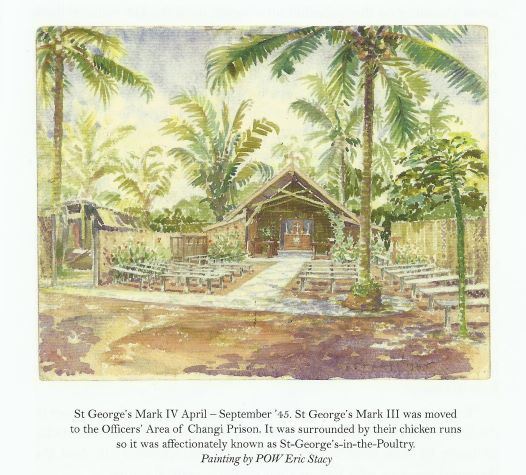 St George's Mark IV April – September '45. St George's Mark III was moved
to the Officers' Area of Changi Prison. It was surrounded by their chicken runs
so it was affectionately known as St-George's-in-the-Poultry.
Painting by POW Eric Stacy